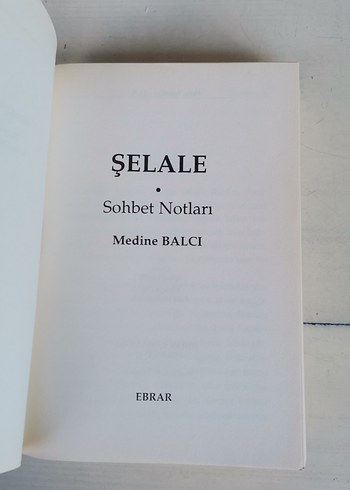 ŞELALE
•
Sohbet Notları
Medine BALCI
EBRAR